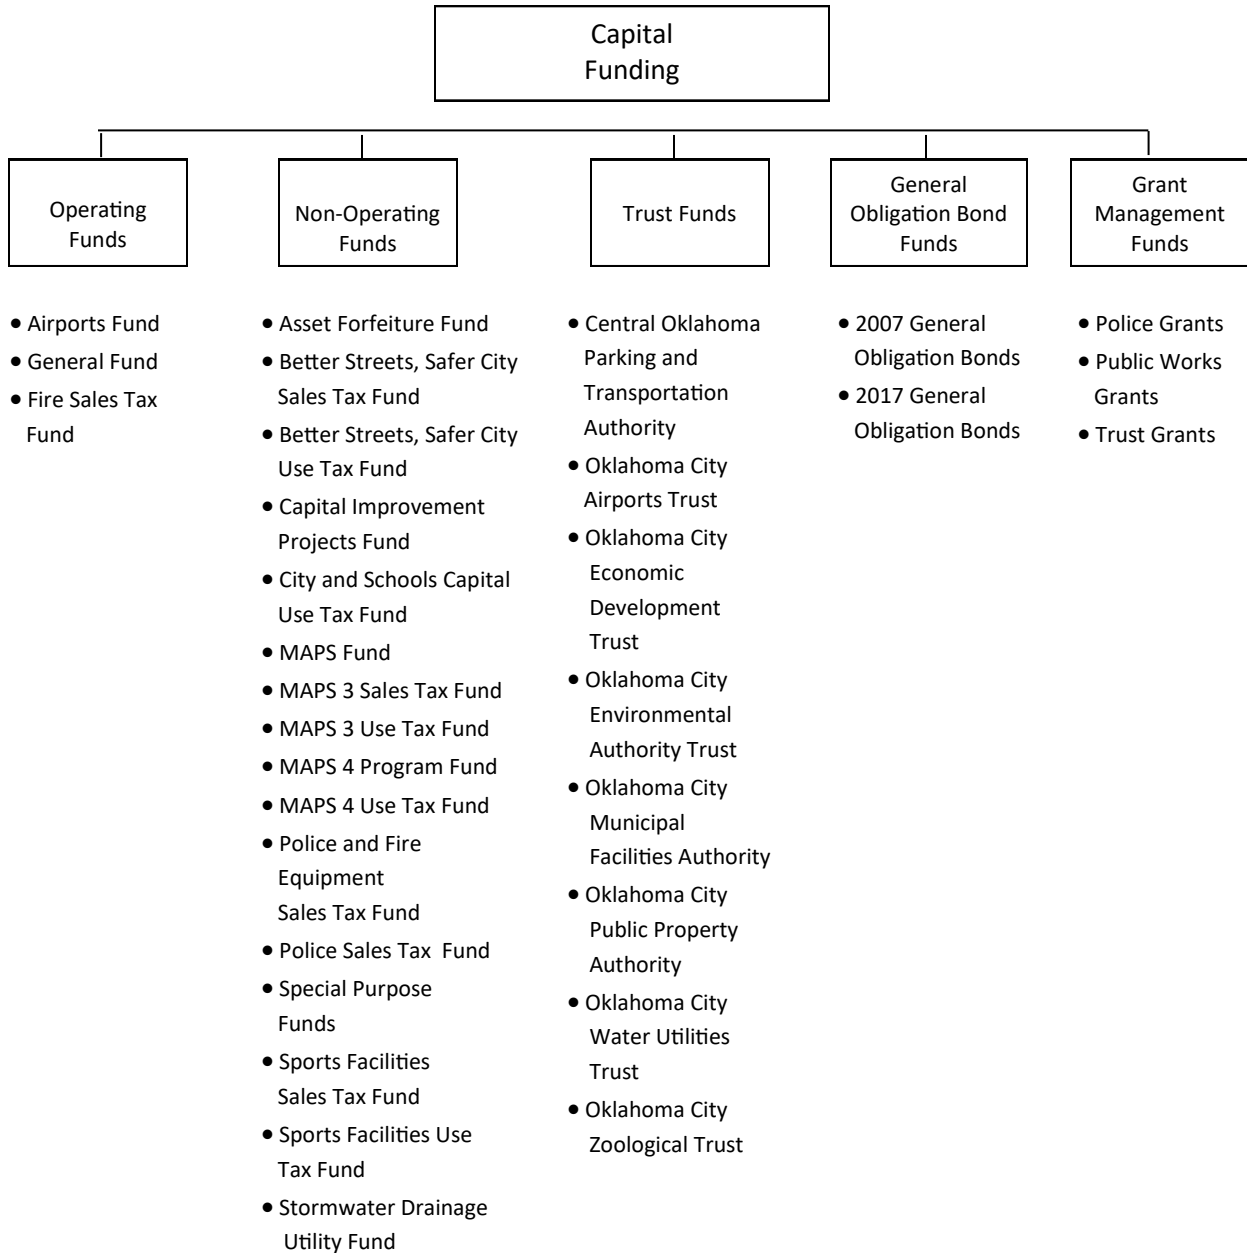 Capital
Funding
Operating
Funds
Non-Operating
Funds
Trust Funds
General
Obligation Bond
Funds
Grant
Management
Funds
• Airports Fund
• General Fund
• Fire Sales Tax
Fund
• Asset Forfeiture Fund
• Better Streets, Safer City
Sales Tax Fund
• Better Streets, Safer City
Use Tax Fund
• Capital Improvement
Projects Fund
• City and Schools Capital
Use Tax Fund
• MAPS Fund
• MAPS 3 Sales Tax Fund
• MAPS 3 Use Tax Fund
• MAPS 4 Program Fund
• MAPS 4 Use Tax Fund
• Police and Fire
Equipment
Sales Tax Fund
• Police Sales Tax Fund
• Special Purpose
Funds
• Sports Facilities
Sales Tax Fund
• Sports Facilities Use
Tax Fund
• Stormwater Drainage
Utility Fund
• Central Oklahoma
Parking and
Transportation
Authority
• Oklahoma City
Airports Trust
• Oklahoma City
Economic
Development
Trust
• Oklahoma City
Environmental
Authority Trust
• Oklahoma City
Municipal
Facilities Authority
• Oklahoma City
Public Property
Authority
• Oklahoma City
Water Utilities
Trust
• Oklahoma City
Zoological Trust
• 2007 General
Obligation Bonds
• 2017 General
Obligation Bonds
• Police Grants
• Public Works
Grants
• Trust Grants